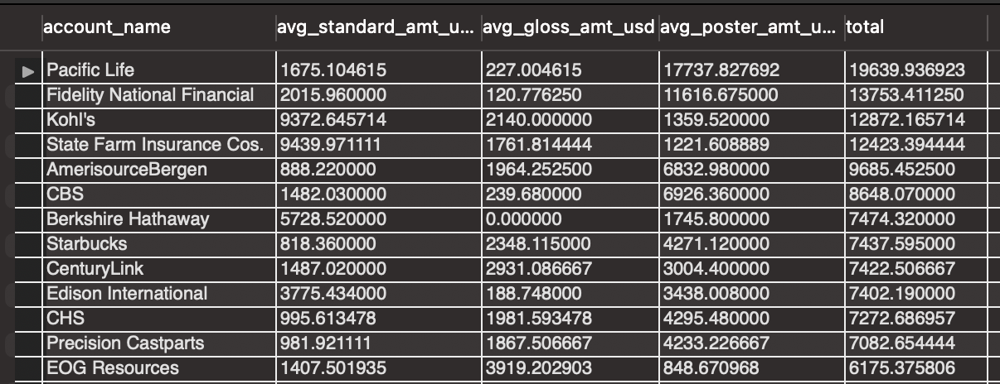 account_name avg_standard_amt_u... avg_gloss_amt_usd avg_poster_amt_u... total
Pacific Life 1675.104615 227.004615 17737.827692 19639.936923
Fidelity National Financial 2015.960000 120.776250 11616.675000 13753.411250
Kohl's 9372.645714 2140.000000 1359.520000 12872.165714
State Farm Insurance Cos. 9439.971111 1761.814444 1221.608889 12423.394444
AmerisourceBergen 888.220000 1964.252500 6832.980000 9685.452500
CBS 1482.030000 239.680000 6926.360000 8648.070000
Berkshire Hathaway 5728.520000 0.000000 1745.800000 7474.320000
Starbucks 818.360000 2348.115000 4271.120000 7437.595000
CenturyLink 1487.020000 2931.086667 3004.400000 7422.506667
Edison International 3775.434000 188.748000 3438.008000 7402.190000
CHS 995.613478 1981.593478 4295.480000 7272.686957
Precision Castparts 981.921111 1867.506667 4233.226667 7082.654444
EOG Resources 1407.501935 3919.202903 848.670968 6175.375806